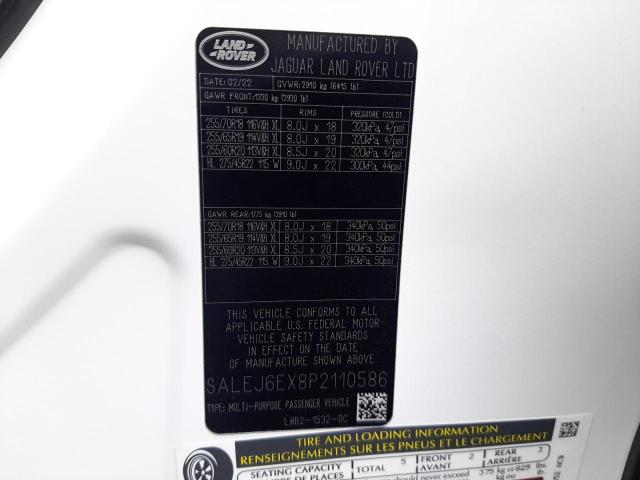 LAND ROVER
MANUFACTURED BY
JAGUAR LAND ROVER LTD
DATE: 02/22 GVWR: 2910 kg (6415 lb)
GAWR FRONT: 1330 kg (2930 lb)
TIRES RIMS PRESSURE (COLD)
255/70R18 116V&H XL 8.0J x 18 320kPa, 47psi
255/65R19 114V&H XL 8.0J x 19 320kPa, 47psi
255/60R20 113V&H XL 8.5J x 20 320kPa, 47psi
HL 275/45R22 115 W 9.0J x 22 300kPa, 44psi
GAWR REAR: 1775 kg (3910 lb)
255/70R18 116V&H XL 8.0J x 18 340kPa, 50psi
255/65R19 114V&H XL 8.0J x 19 340kPa, 50psi
255/60R20 113V&H XL 8.5J x 20 340kPa, 50psi
HL 275/45R22 115 W 9.0J x 22 340kPa, 50psi
THIS VEHICLE CONFORMS TO ALL
APPLICABLE U.S. FEDERAL MOTOR
VEHICLE SAFETY STANDARDS
IN EFFECT ON THE DATE
OF MANUFACTURE SHOWN ABOVE
SALEJ6EX8P2110586
TYPE: MULTI-PURPOSE PASSENGER VEHICLE
L8B2-1532-DC
TIRE AND LOADING INFORMATION
RENSEIGNEMENTS SUR LES PNEUS ET LE CHARGEMENT
SEATING CAPACITY TOTAL 5 FRONT 2 REAR 3
AVANT ARRIÈRE
should never exceed 375 kg or 829 lbs.